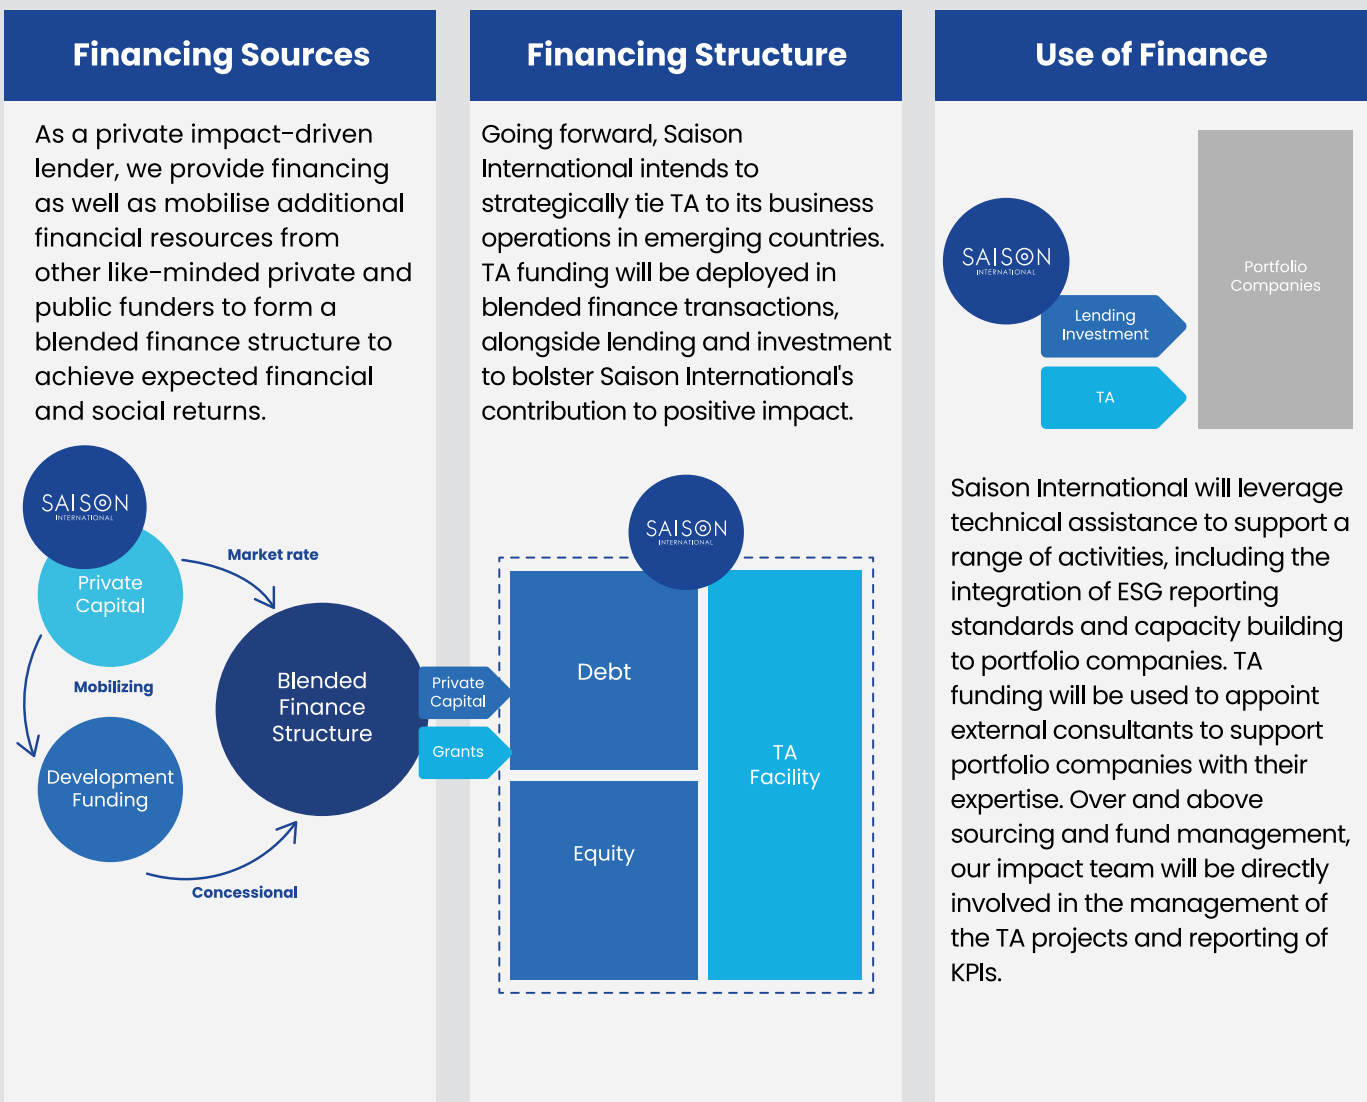 Financing Sources
As a private impact-driven
lender, we provide financing
as well as mobilise additional
financial resources from
other like-minded private and
public funders to form a
blended finance structure to
achieve expected financial
and social returns.
SAISON
INTERNATIONAL
Private
Capital
Market rate
Mobilizing
Development
Funding
Blended
Finance
Structure
Concessional
Private
Capital
Grants
Financing Structure
Going forward, Saison
International intends to
strategically tie TA to its business
operations in emerging countries.
TA funding will be deployed in
blended finance transactions,
alongside lending and investment
to bolster Saison International's
contribution to positive impact.
SAISON
INTERNATIONAL
Debt
Equity
TA
Facility
Use of Finance
SAISON
INTERNATIONAL
Lending
Investment
TA
Portfolio
Companies
Saison International will leverage
technical assistance to support a
range of activities, including the
integration of ESG reporting
standards and capacity building
to portfolio companies. TA
funding will be used to appoint
external consultants to support
portfolio companies with their
expertise. Over and above
sourcing and fund management,
our impact team will be directly
involved in the management of
the TA projects and reporting of
KPIs.